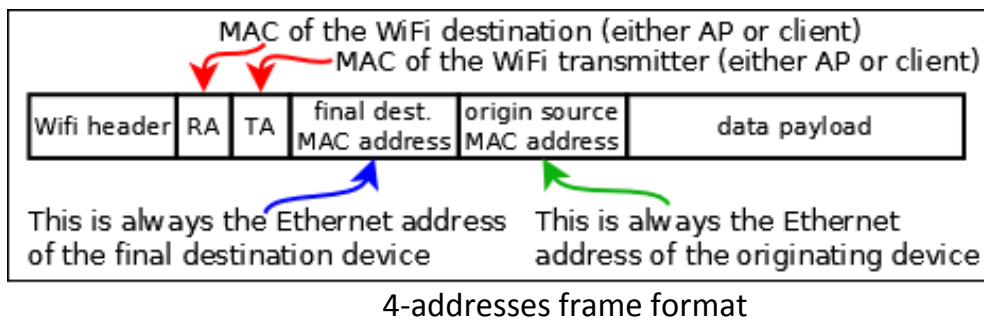 MAC of the WiFi destination (either AP or client)
MAC of the WiFi transmitter (either AP or client)
Wifi header RA TA final dest. MAC address origin source MAC address data payload
This is always the Ethernet address
of the final destination device
This is always the Ethernet
address of the originating device
4-addresses frame format